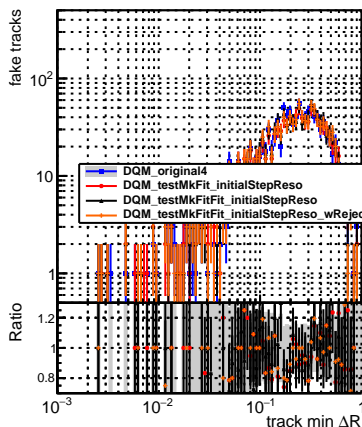 fake tracks
10²
DQM_original4
DQM_testMkFit_initialStepReso
DQM_testMkFitFit_initialStepReso
DQM_testMkFitFit_initialStepReso_wRejec
10
1
Ratio
1.2
1
0.8
10⁻³ 10⁻² 10⁻¹ 1
track min ΔR